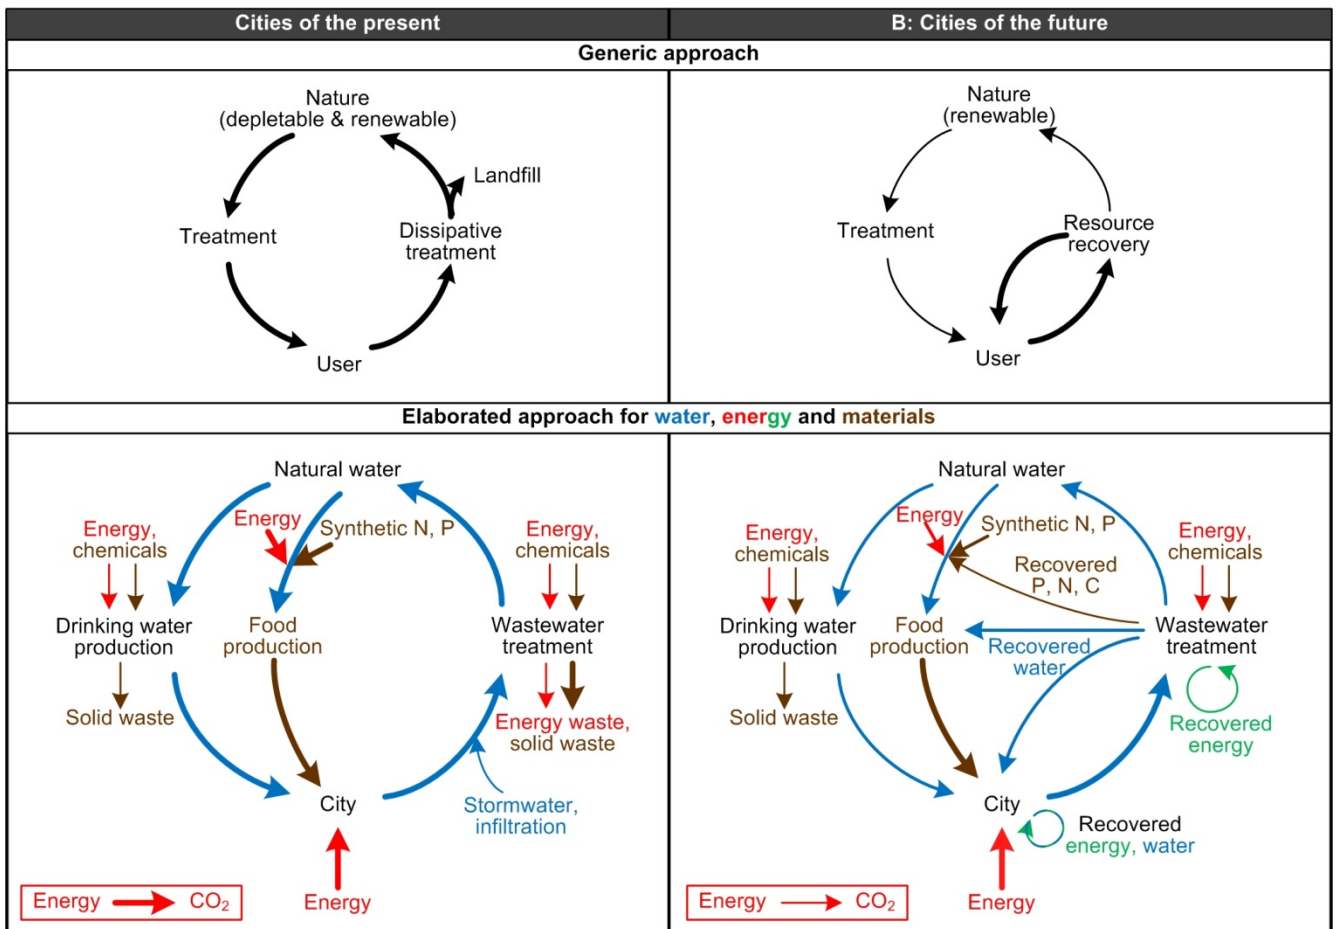 Cities of the present
B: Cities of the future
Generic approach
Nature
(depletable & renewable)
Landfill
Treatment
Dissipative
treatment
User
Nature
(renewable)
Treatment
Resource
recovery
User
Elaborated approach for water, energy and materials
Natural water
Energy
Synthetic N, P
Energy,
chemicals
Energy,
chemicals
Drinking water
production
Food
production
Wastewater
treatment
Solid waste
Energy waste,
solid waste
City
Stormwater,
infiltration
Energy → CO₂
Energy
Natural water
Energy
Synthetic N, P
Energy,
chemicals
Energy,
chemicals
Recovered
P, N, C
Drinking water
production
Food
production
Wastewater
treatment
Recovered
water
Solid waste
Recovered
energy
City
Recovered
energy, water
Energy → CO₂
Energy